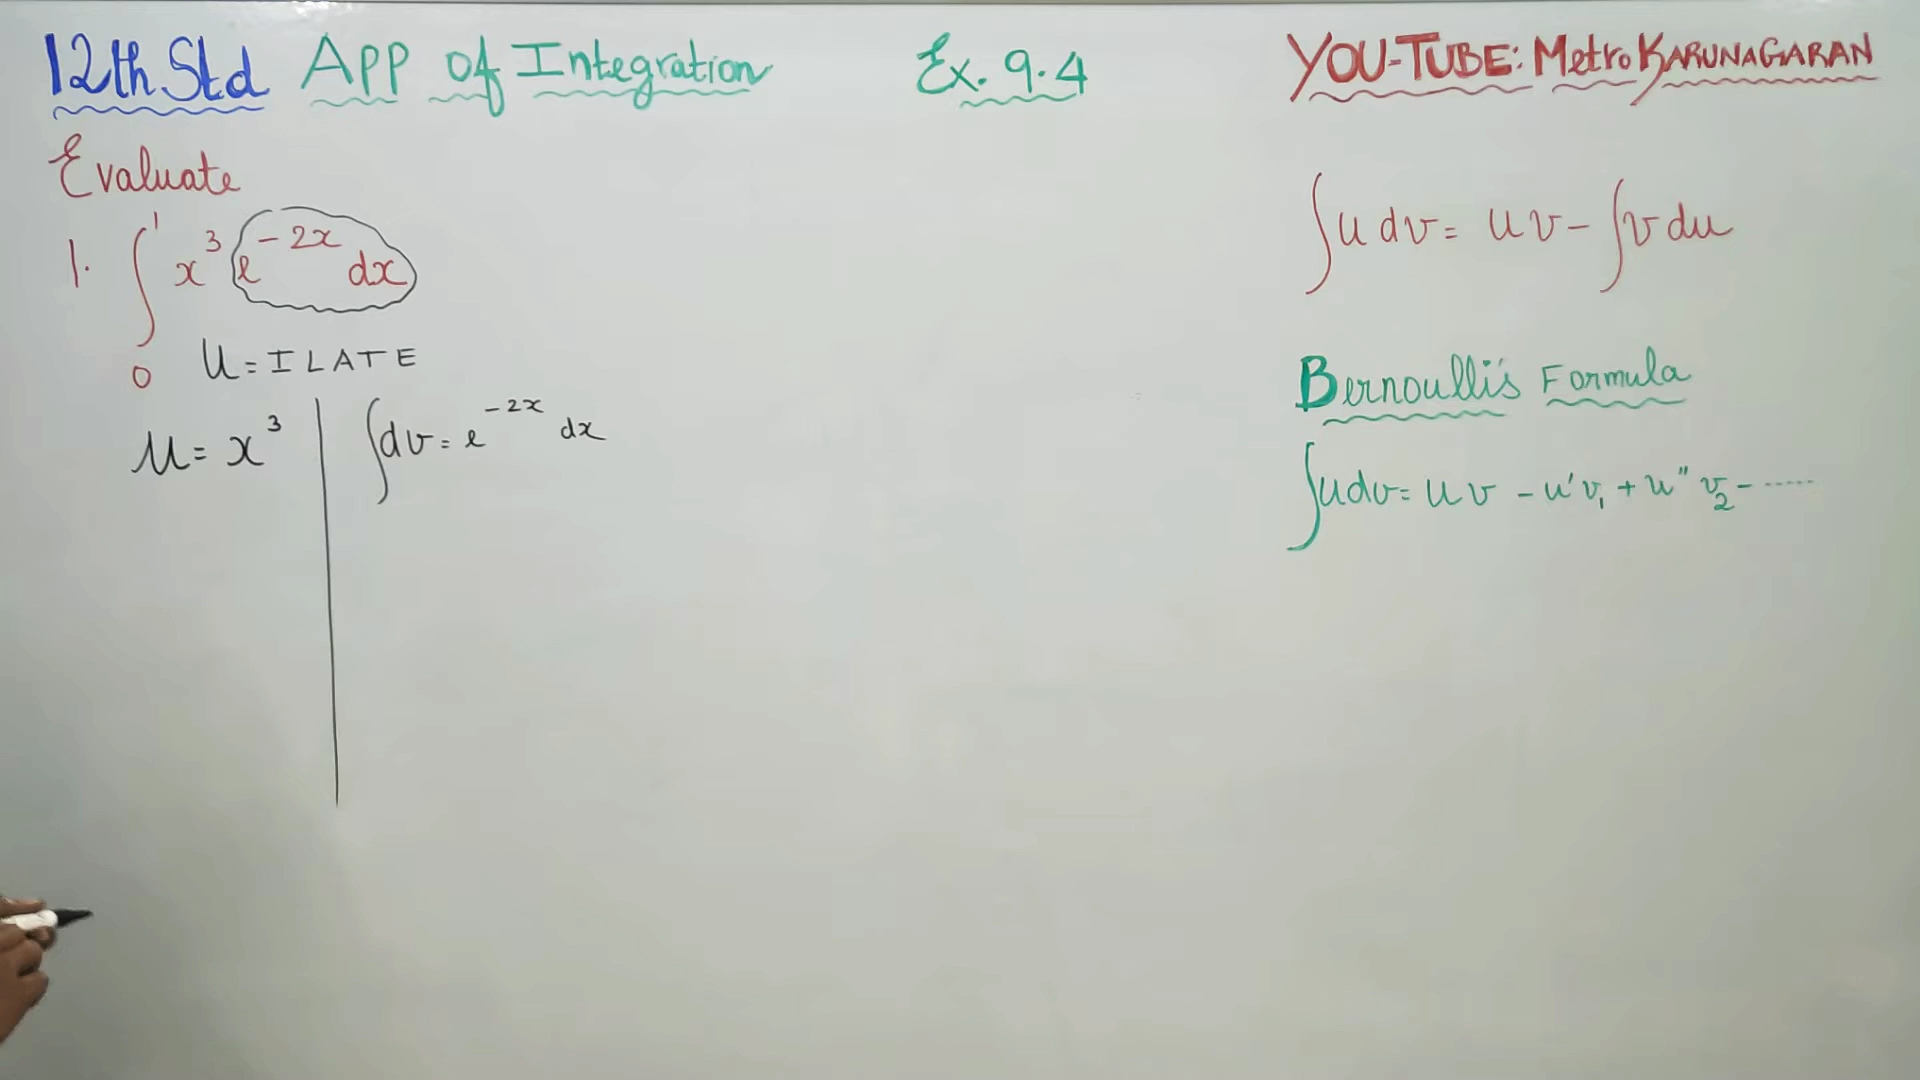 12th Std App of Integration Ex. 9.4 YOU-TUBE: Metro KARUNAGARAN
Evaluate
1. ∫₀¹ x³ e^{-2x} dx
U = ILATE
u = x³ | ∫dv = e^{-2x} dx
∫u dv = uv - ∫v du
Bernoulli's Formula
∫u dv = uv - u'v₁ + u''v₂ - ......